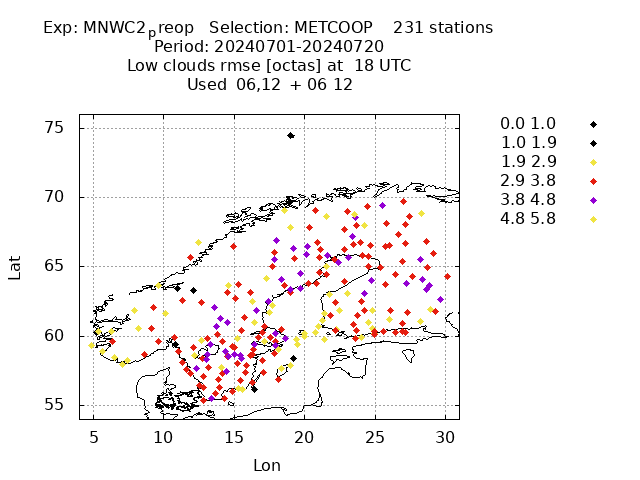 Exp: MNWC2preop Selection: METCOOP 231 stations
Period: 20240701-20240720
Low clouds rmse [octas] at 18 UTC
Used 06,12 + 06 12
0.0 1.0
1.0 1.9
1.9 2.9
2.9 3.8
3.8 4.8
4.8 5.8
75
70
65
60
55
Lat
5 10 15 20 25 30
Lon